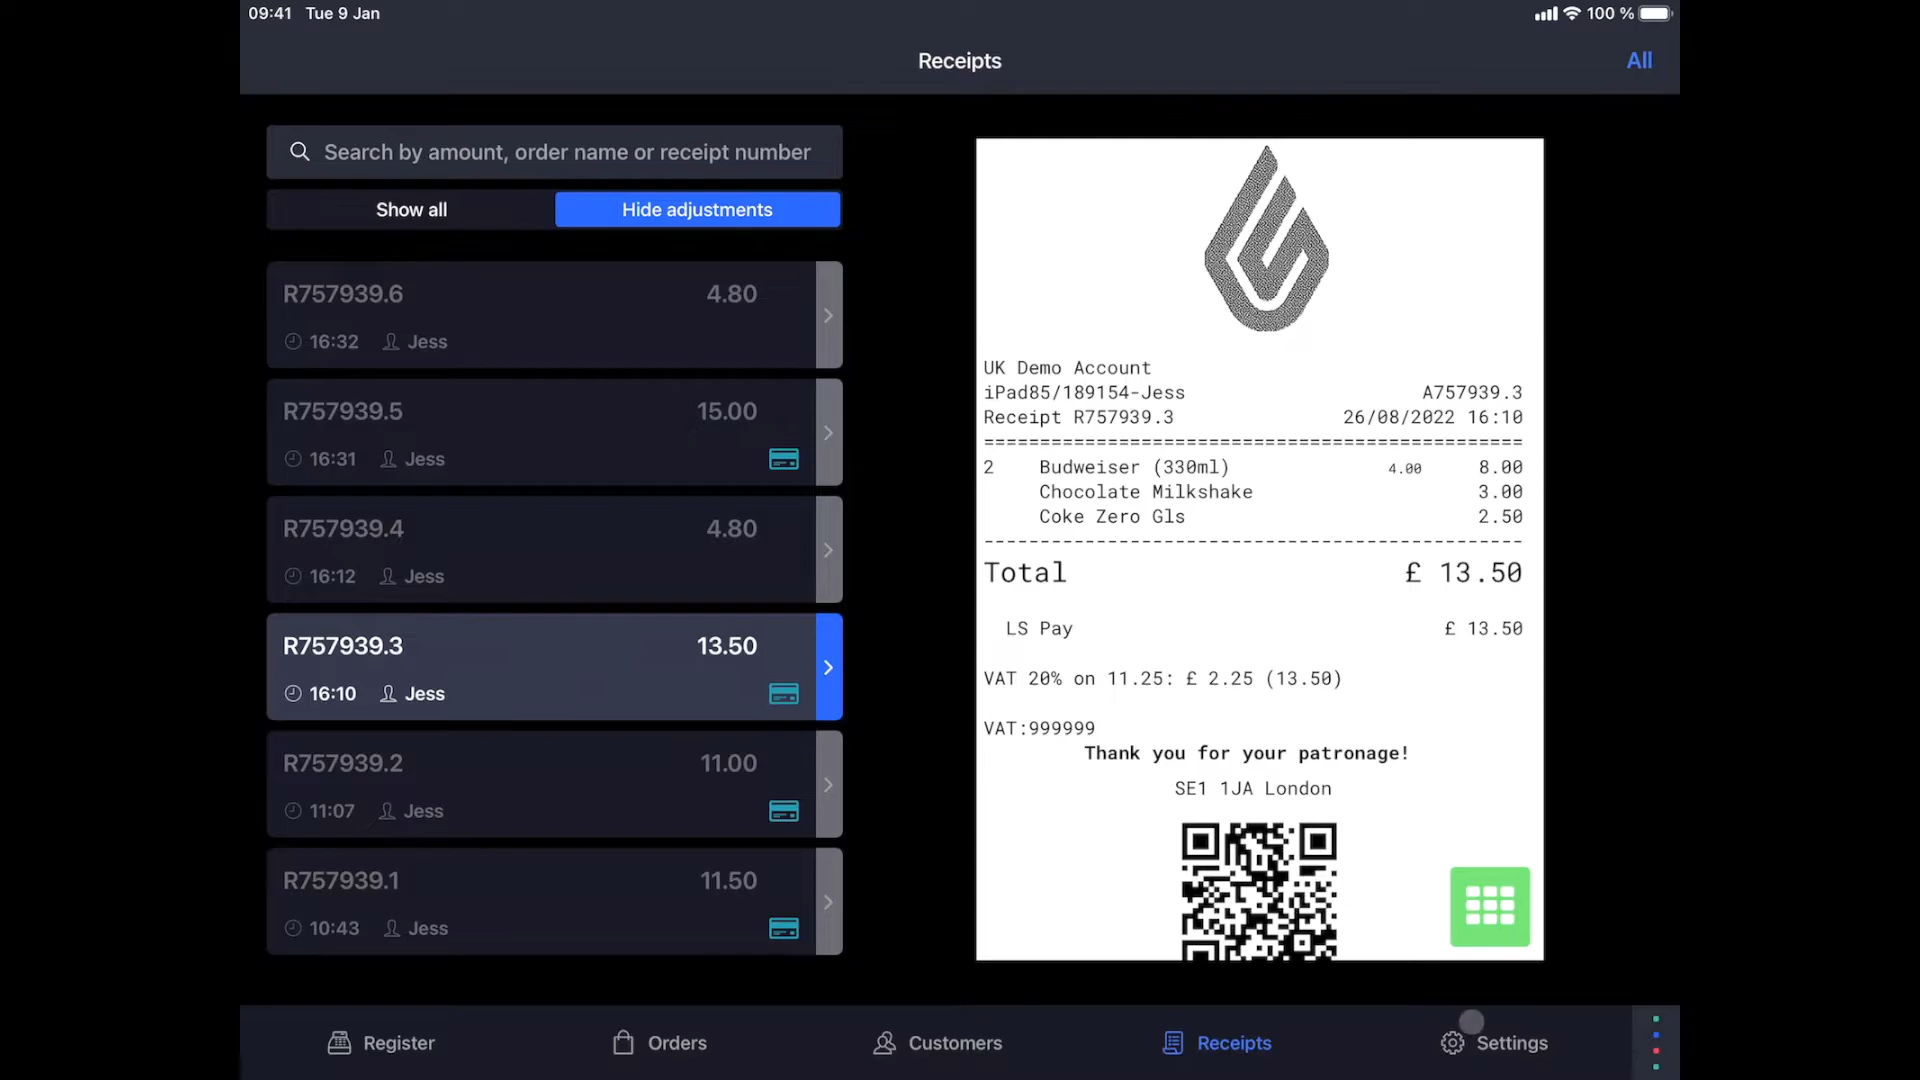 09:41 Tue 9 Jan
100 %
Receipts
All
Search by amount, order name or receipt number
Show all
Hide adjustments
R757939.6 4.80
16:32 Jess
R757939.5 15.00
16:31 Jess
R757939.4 4.80
16:12 Jess
R757939.3 13.50
16:10 Jess
R757939.2 11.00
11:07 Jess
R757939.1 11.50
10:43 Jess
UK Demo Account
iPad85/189154-Jess A757939.3
Receipt R757939.3 26/08/2022 16:10
================================================
2 Budweiser (330ml) 4.00 8.00
Chocolate Milkshake 3.00
Coke Zero Gls 2.50
------------------------------------------------
Total £ 13.50
LS Pay £ 13.50
VAT 20% on 11.25: £ 2.25 (13.50)
VAT:999999
Thank you for your patronage!
SE1 1JA London
Register
Orders
Customers
Receipts
Settings